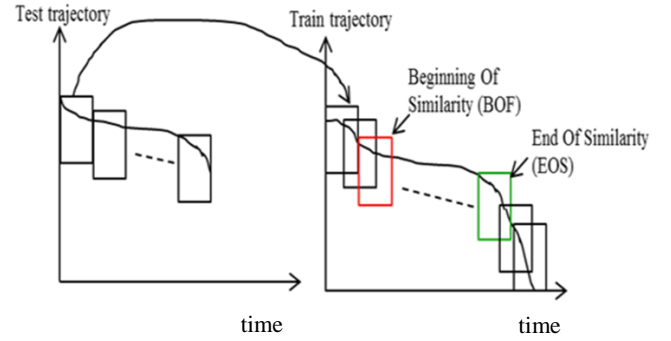 Test trajectory
Train trajectory
Beginning Of
Similarity (BOF)
End Of Similarity
(EOS)
time
time